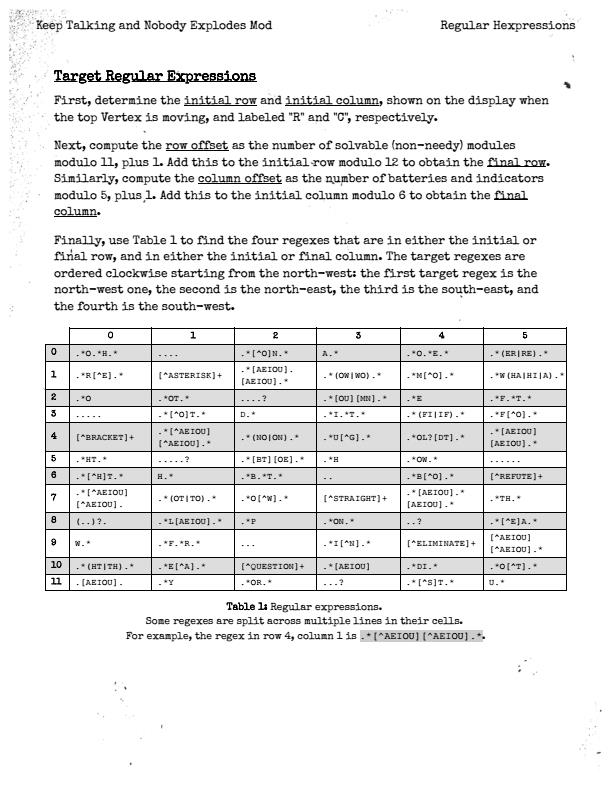 Keep Talking and Nobody Explodes Mod Regular Hexpressions
Target Regular Expressions
First, determine the initial row and initial column, shown on the display when
the top Vertex is moving, and labeled "R" and "C", respectively.
Next, compute the row offset as the number of solvable (non-needy) modules
modulo 11, plus 1. Add this to the initial row modulo 12 to obtain the final row.
Similarly, compute the column offset as the number of batteries and indicators
modulo 5, plus 1. Add this to the initial column modulo 6 to obtain the final
column.
Finally, use Table 1 to find the four regexes that are in either the initial or
final row, and in either the initial or final column. The target regexes are
ordered clockwise starting from the north-west: the first target regex is the
north-west one, the second is the north-east, the third is the south-east, and
the fourth is the south-west.
0 1 2 3 4 5
0 .*O.*H.* .... .*[^O]N.* A.* .*O.*E.* .*(ER|RE).*
1 .*R[^E].* [^ASTERISK]+ .*[AEIOU].
[AEIOU].* .*(OW|WO).* .*M[^O].* .*W(HA|HI|A).*
2 .*O .*OT.* ....? .*[OU][MN].* .*E .*F.*T.*
3 ..... .*[^O]T.* D.* .*I.*T.* .*(FI|IF).* .*F[^O].*
4 [^BRACKET]+ .*[^AEIOU]
[^AEIOU].* .*(NO|ON).* .*U[^G].* .*OL?[DT].* .*[AEIOU]
[AEIOU].*
5 .*HT.* .....? .*[BT][OE].* .*H .*OW.* ......
6 .*[^H]T.* H.* .*B.*T.* .. .*B[^O].* [^REFUTE]+
7 .*[^AEIOU]
[^AEIOU]. .*(OT|TO).* .*O[^W].* [^STRAIGHT]+ .*[AEIOU].*
[AEIOU].* .*TH.*
8 (..)?. .*L[AEIOU].* .*P .*ON.* ..? .*[^E]A.*
9 W.* .*F.*R.* ... .*I[^N].* [^ELIMINATE]+ [^AEIOU]
[^AEIOU].*
10 .*(HT|TH).* .*E[^A].* [^QUESTION]+ .*[AEIOU] .*DI.* .*O[^T].*
11 .[AEIOU]. .*Y .*OR.* ...? .*[^S]T.* U.*
Table 1: Regular expressions.
Some regexes are split across multiple lines in their cells.
For example, the regex in row 4, column 1 is .*[^AEIOU][^AEIOU].*.